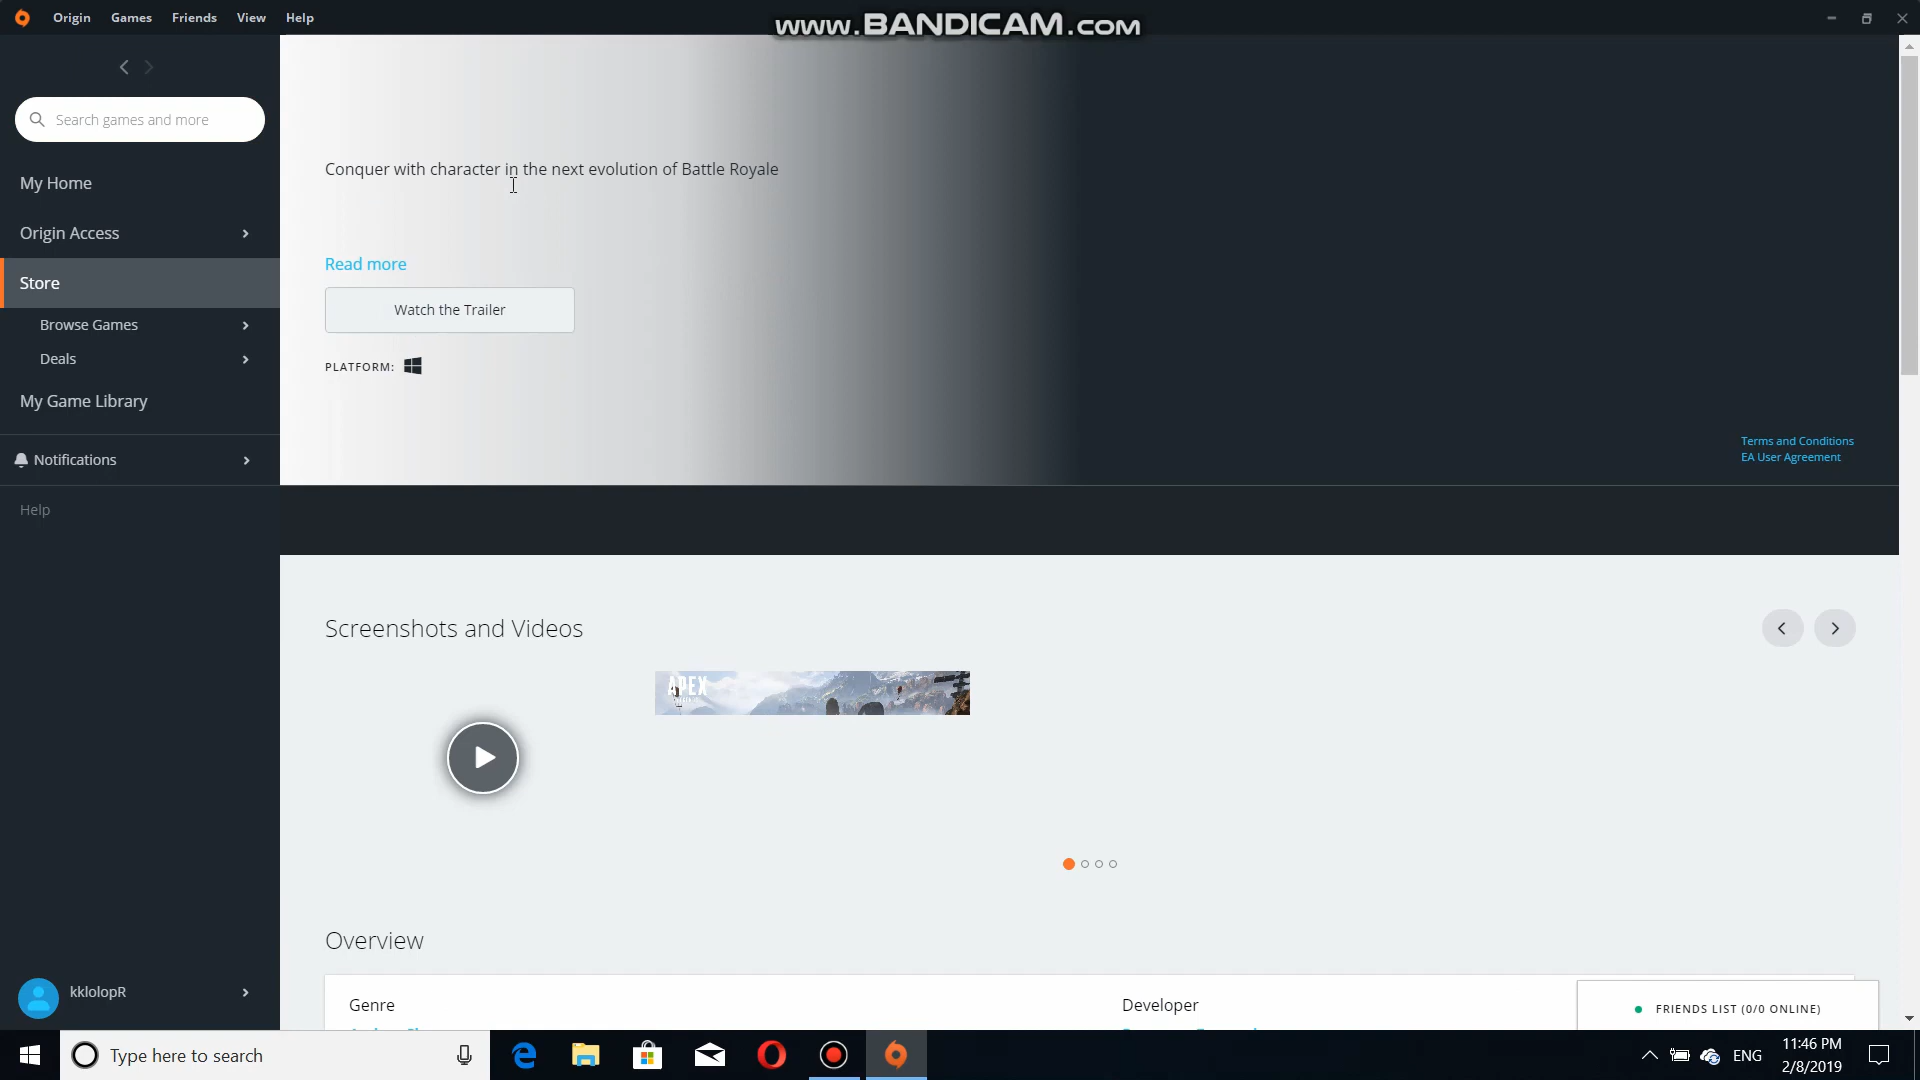 Origin Games Friends View Help
www.BANDICAM.com
Search games and more
My Home
Origin Access
Store
Browse Games
Deals
My Game Library
Notifications
Help
kklolopR
Conquer with character in the next evolution of Battle Royale
Read more
Watch the Trailer
PLATFORM:
Terms and Conditions
EA User Agreement
Screenshots and Videos
APEX
Overview
Genre
Developer
FRIENDS LIST (0/0 ONLINE)
Type here to search
ENG
11:46 PM
2/8/2019